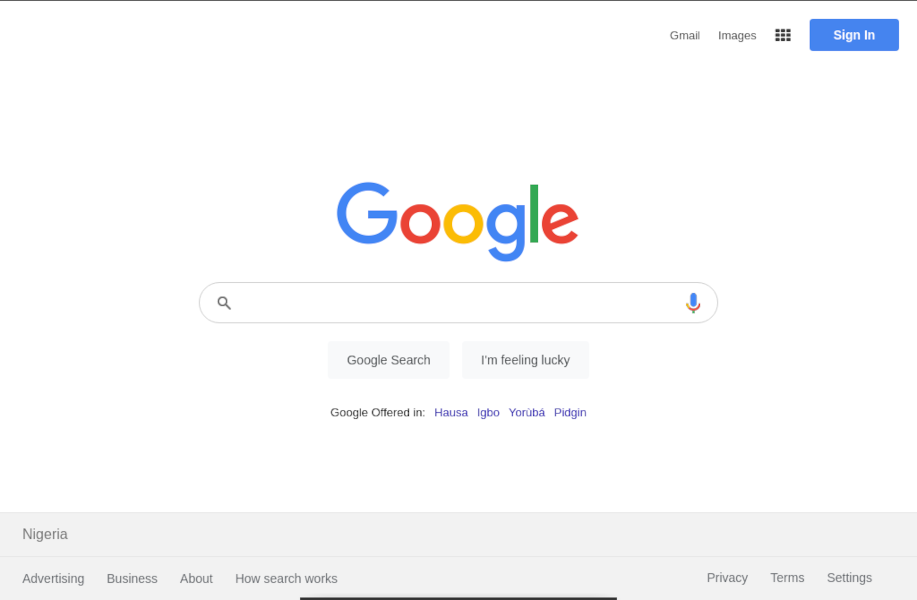 Gmail Images Sign In
Google
Google Search I'm feeling lucky
Google Offered in: Hausa Igbo Yorùbá Pidgin
Nigeria
Advertising Business About How search works Privacy Terms Settings